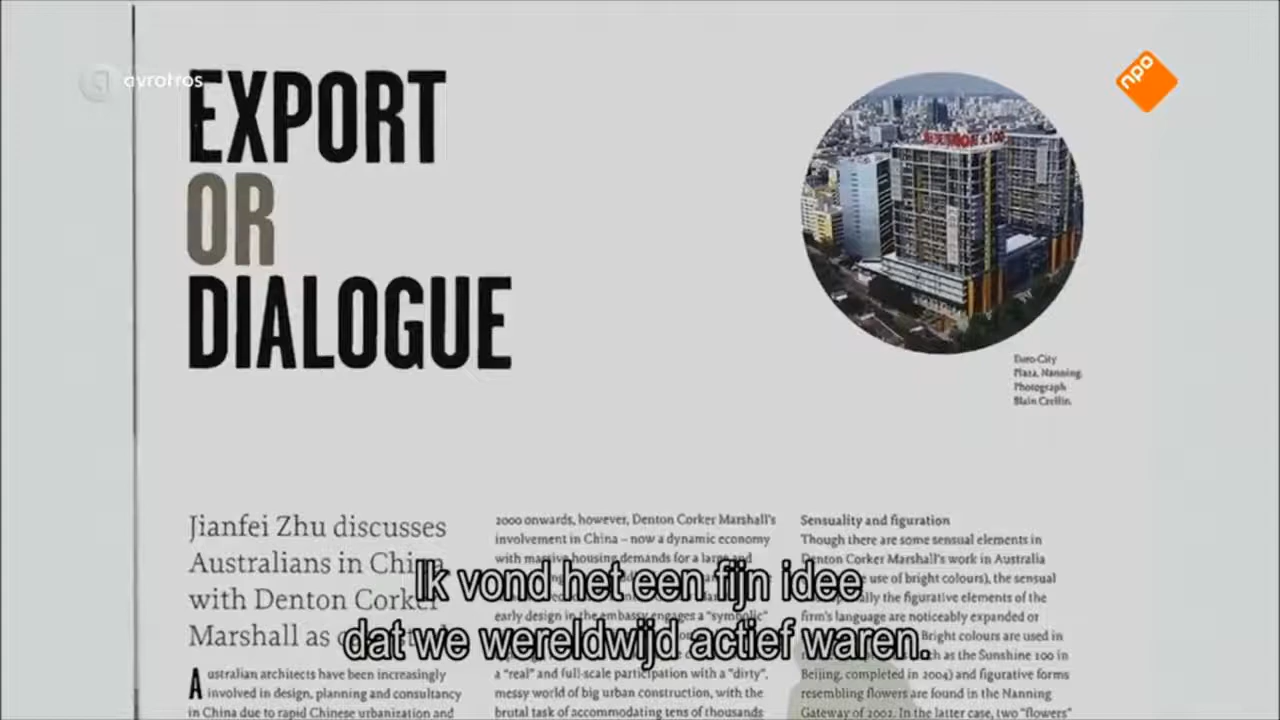 avrotros
npo
EXPORT
OR
DIALOGUE
Euro-City
Plaza, Nanning.
Photograph
Jianfei Zhu discusses
Australians in China
with Denton Corker
Marshall as
Australian architects have been increasingly
involved in design, planning and consultancy
in China due to rapid Chinese urbanization and
2000 onwards, however, Denton Corker Marshall's
involvement in China – now a dynamic economy
with massive housing demands for a large and
early design in the embassy engages a "symbolic"
a "real" and full-scale participation with a "dirty",
messy world of big urban construction, with the
brutal task of accommodating tens of thousands
Sensuality and figuration
Though there are some sensual elements in
Denton Corker Marshall's work in Australia
use of bright colours), the sensual
the figurative elements of the
firm's language are noticeably expanded or
Bright colours are used in
as the Sunshine 100 in
Beijing, completed in 2004) and figurative forms
resembling flowers are found in the Nanning
Gateway of 2002. In the latter case, two "flowers"
Ik vond het een fijn idee
dat we wereldwijd actief waren.